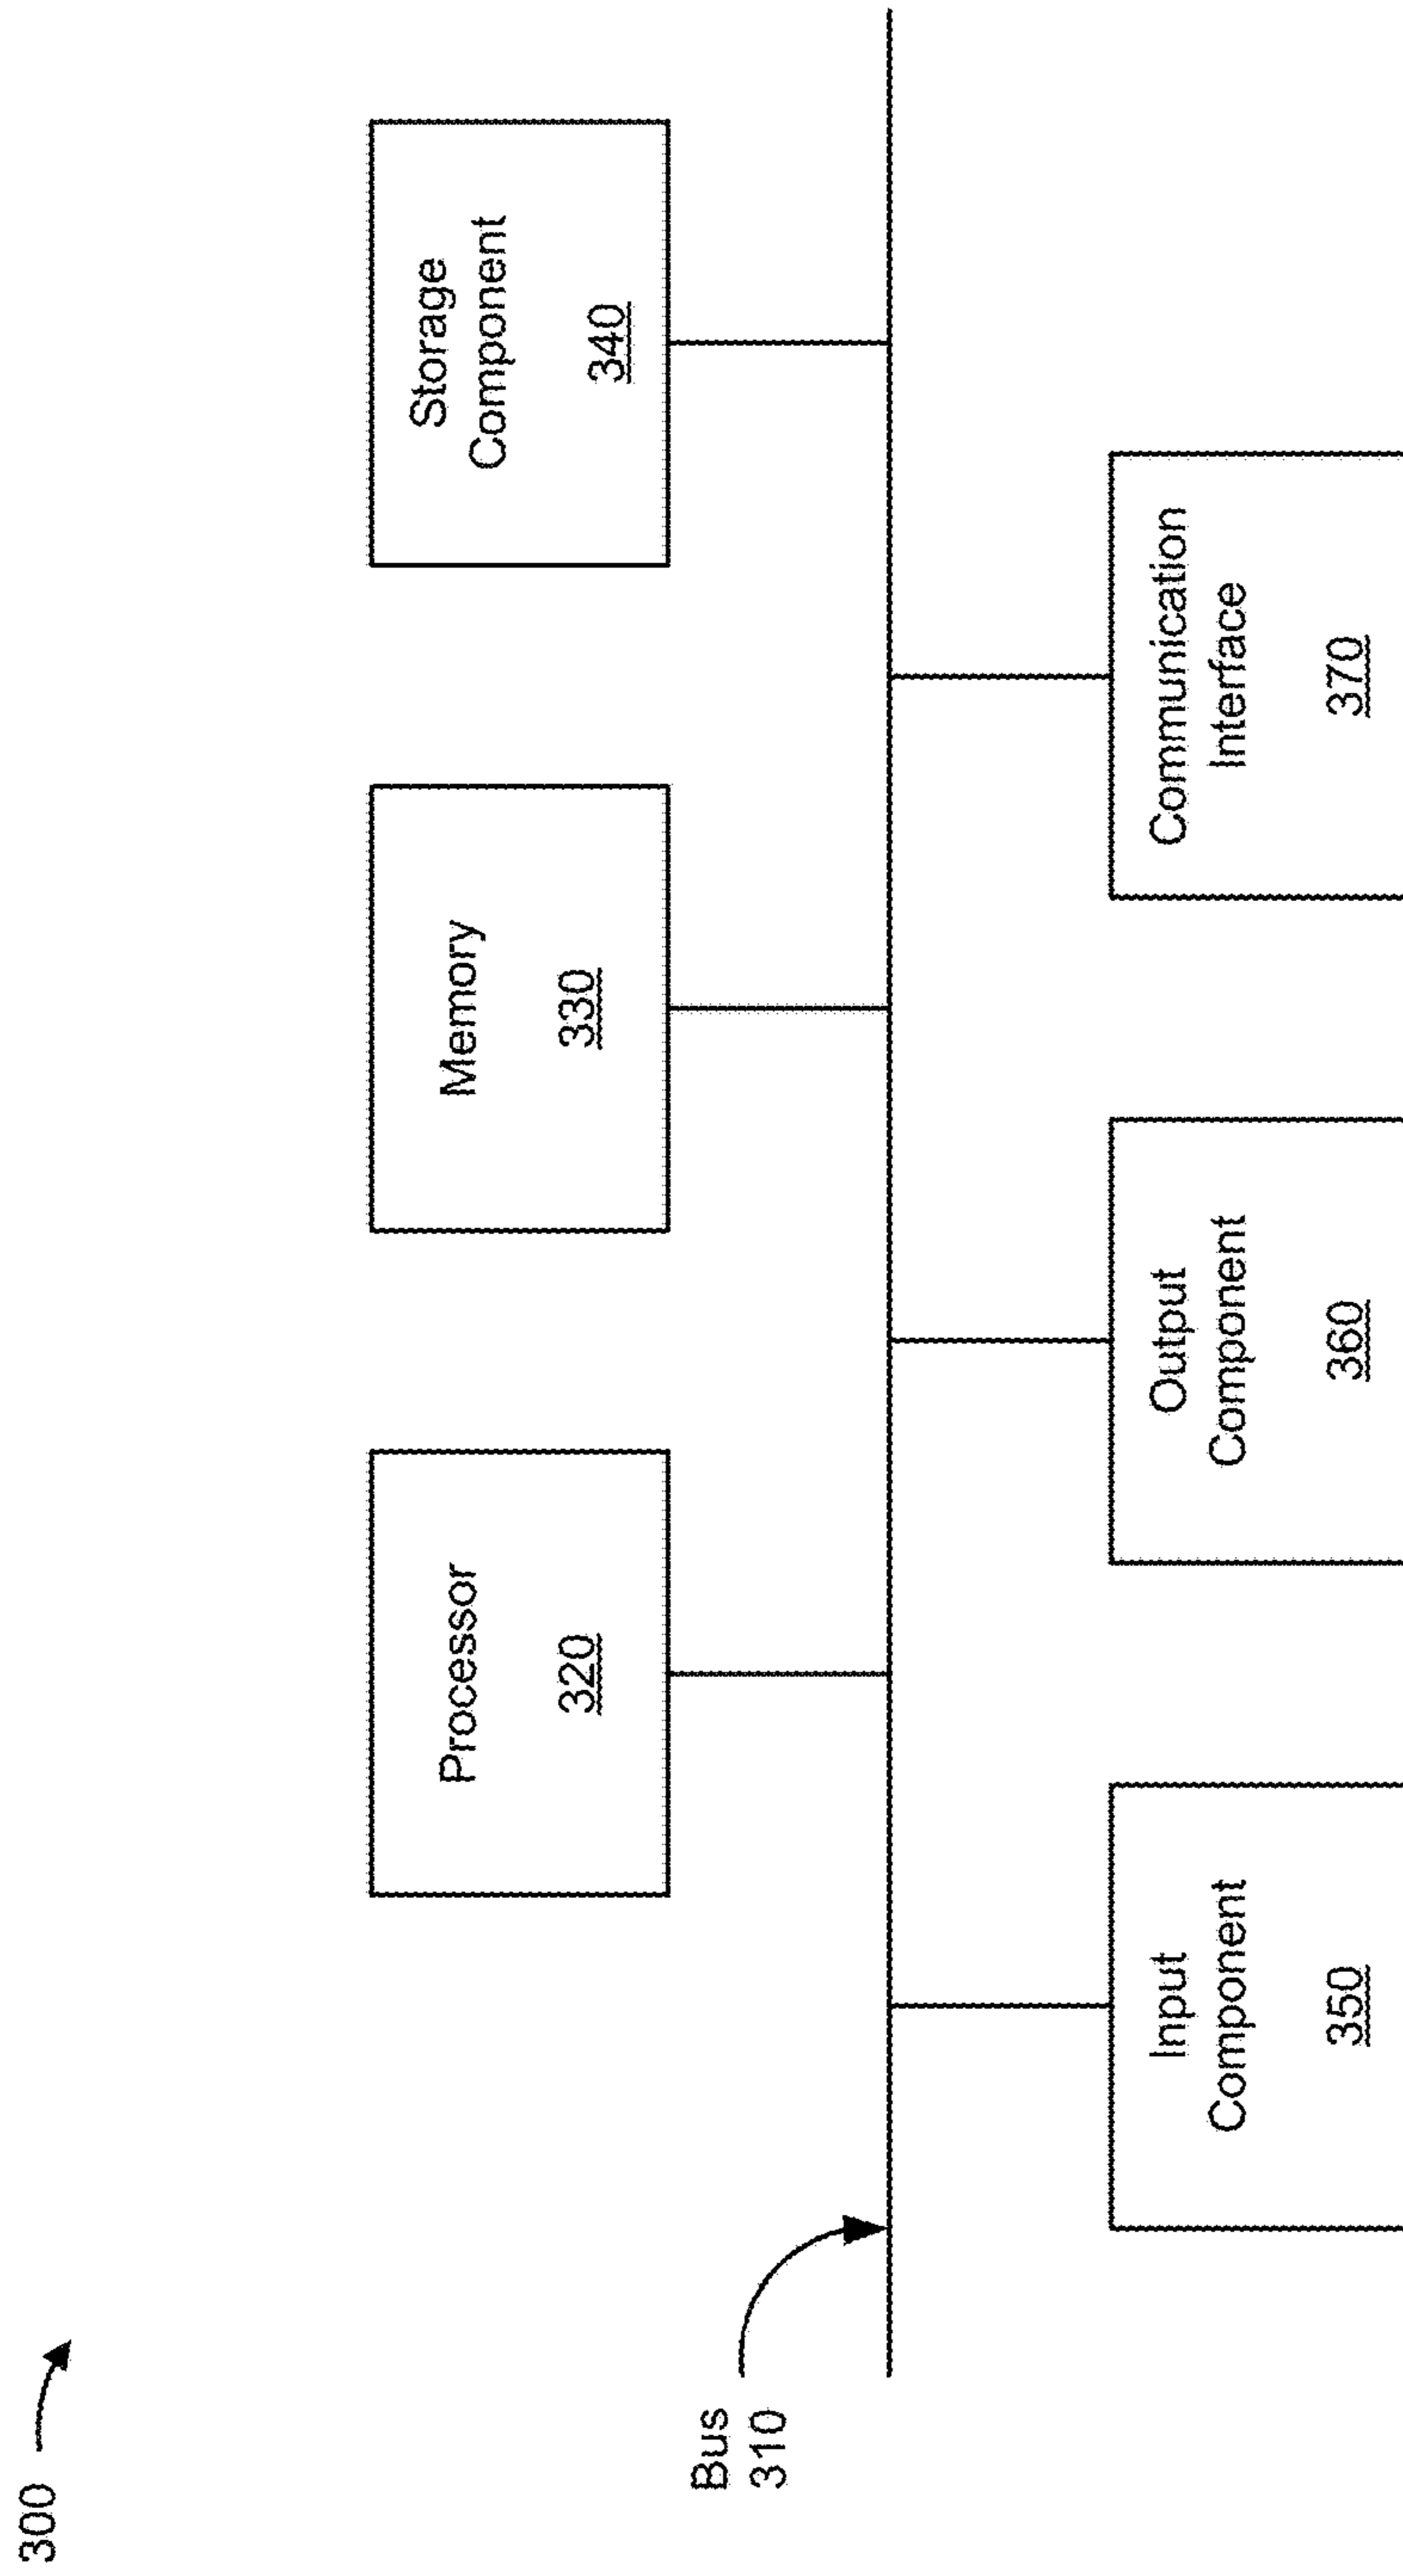 300
Processor
320
Memory
330
Storage
Component
340
Bus
310
Input
Component
350
Output
Component
360
Communication
Interface
370